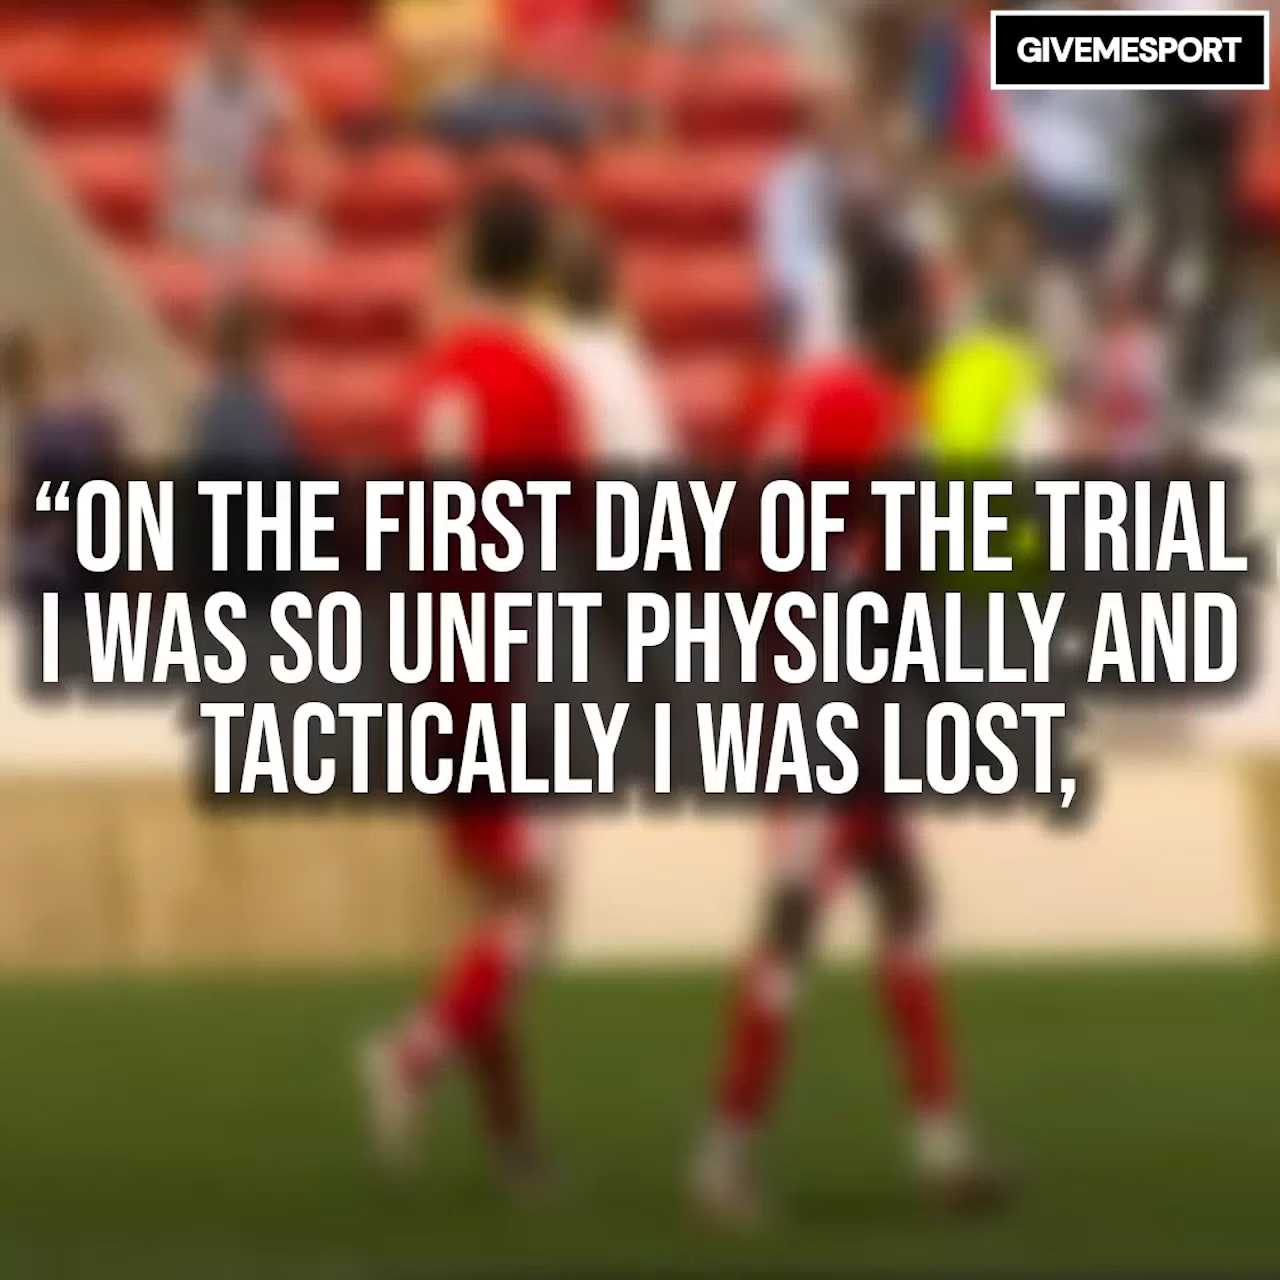 GIVEMESPORT
“ON THE FIRST DAY OF THE TRIAL
I WAS SO UNFIT PHYSICALLY AND
TACTICALLY I WAS LOST,